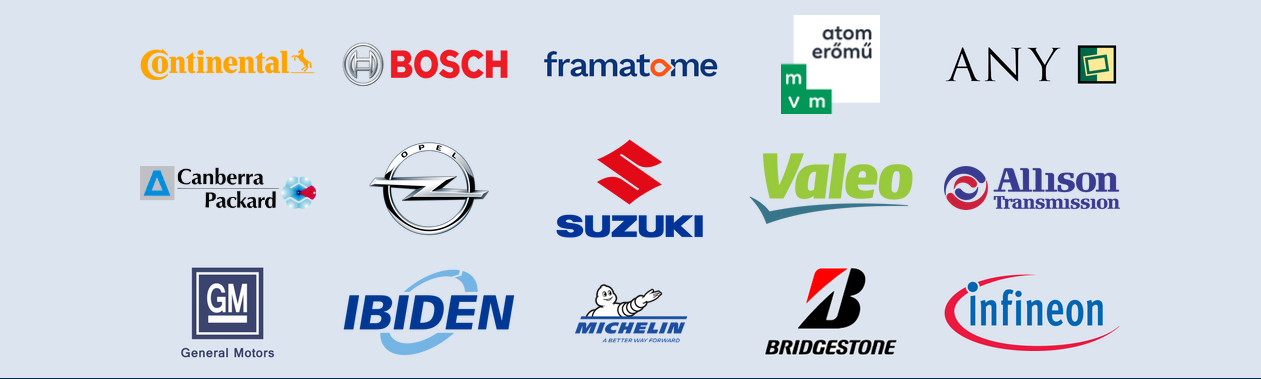 Continental
BOSCH
framatome
atom
erőmű
mvm
ANY
Canberra
Packard
OPEL
SUZUKI
Valeo
Allison
Transmission
GM
General Motors
IBIDEN
MICHELIN
A BETTER WAY FORWARD
BRIDGESTONE
infineon